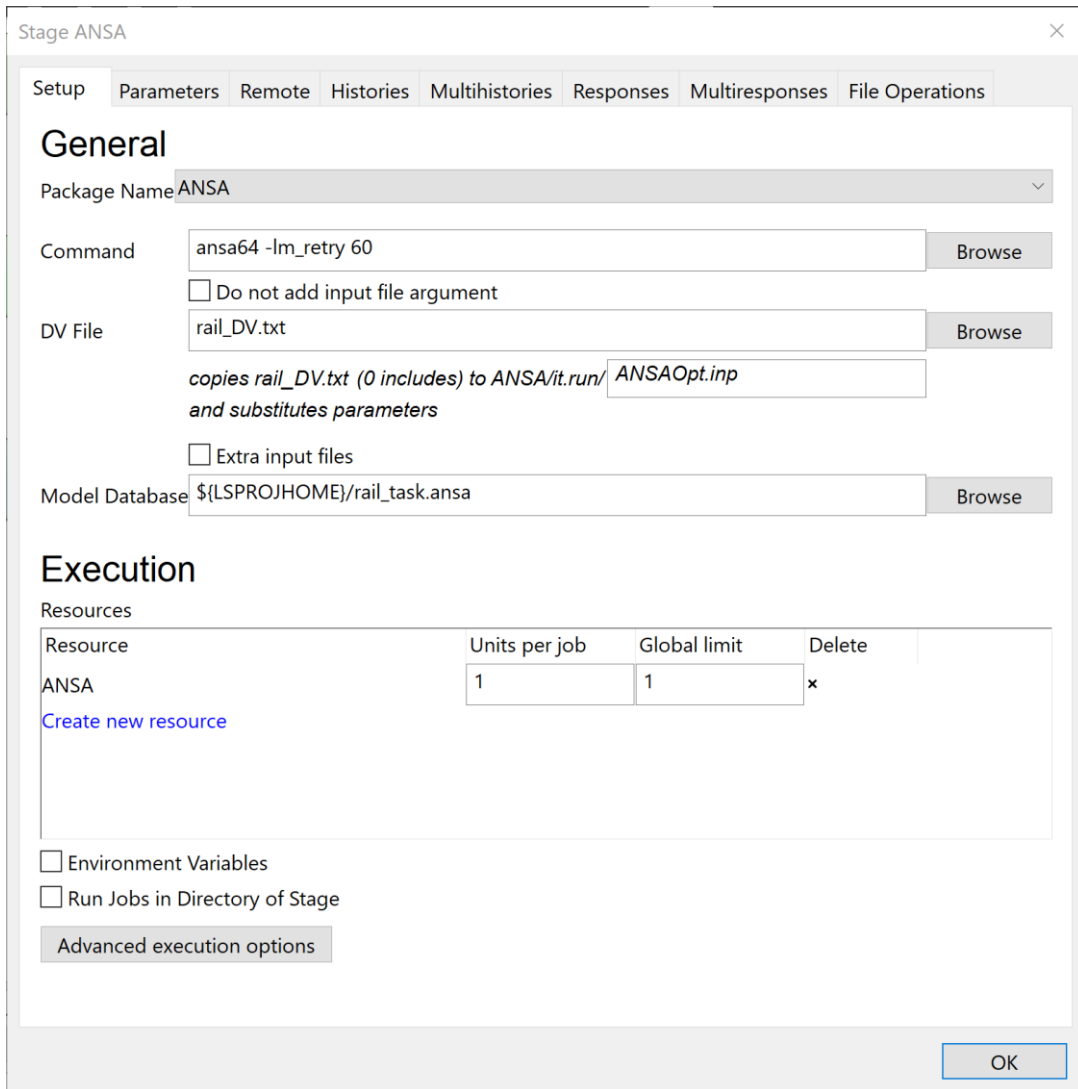 Stage ANSA
Setup Parameters Remote Histories Multihistories Responses Multiresponses File Operations
General
Package Name ANSA
Command ansa64 -lm_retry 60 Browse
Do not add input file argument
DV File rail_DV.txt Browse
copies rail_DV.txt (0 includes) to ANSA/it.run/ ANSAOpt.inp
and substitutes parameters
Extra input files
Model Database ${LSPROJHOME}/rail_task.ansa Browse
Execution
Resources
Resource Units per job Global limit Delete
ANSA 1 1 ×
Create new resource
Environment Variables
Run Jobs in Directory of Stage
Advanced execution options
OK